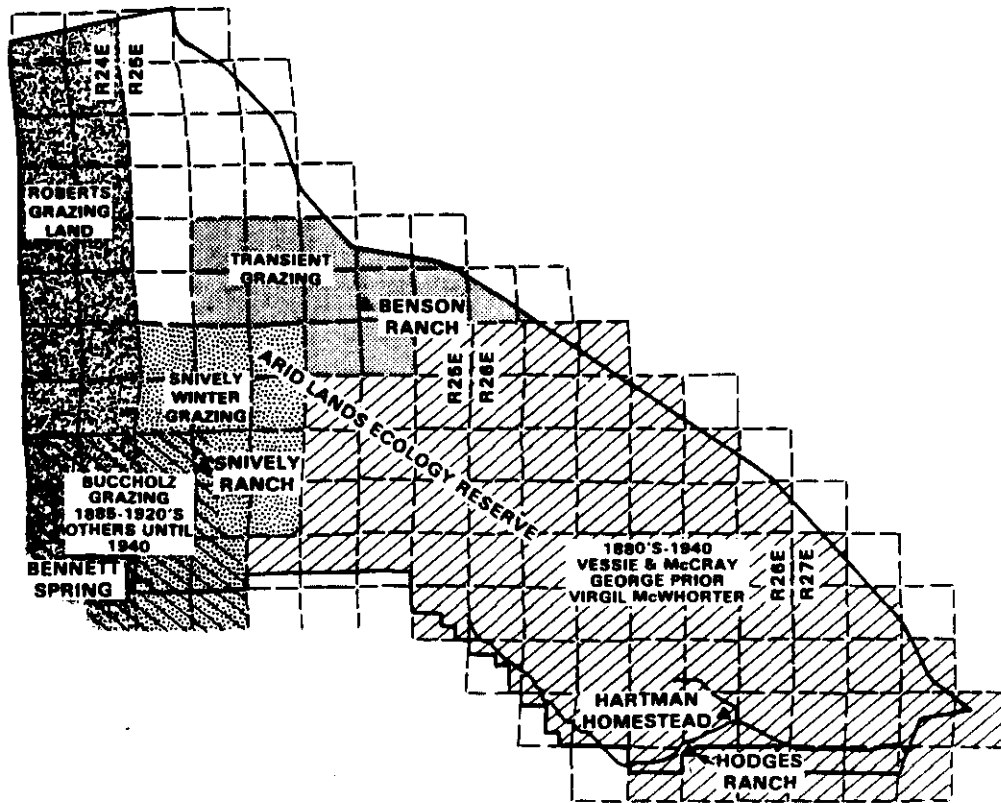 R24E
R25E
ROBERTS
GRAZING
LAND
TRANSIENT
GRAZING
BENSON
RANCH
R25E
R26E
ARID LANDS ECOLOGY RESERVE
SNIVELY
WINTER
GRAZING
SNIVELY
RANCH
BUCCHOLZ
GRAZING
1885-1920'S
OTHERS UNTIL
1940
BENNETT
SPRING
1880'S-1940
VESSIE & McCRAY
GEORGE PRIOR
VIRGIL McWHORTER
R26E
R27E
HARTMAN
HOMESTEAD
HODGES
RANCH